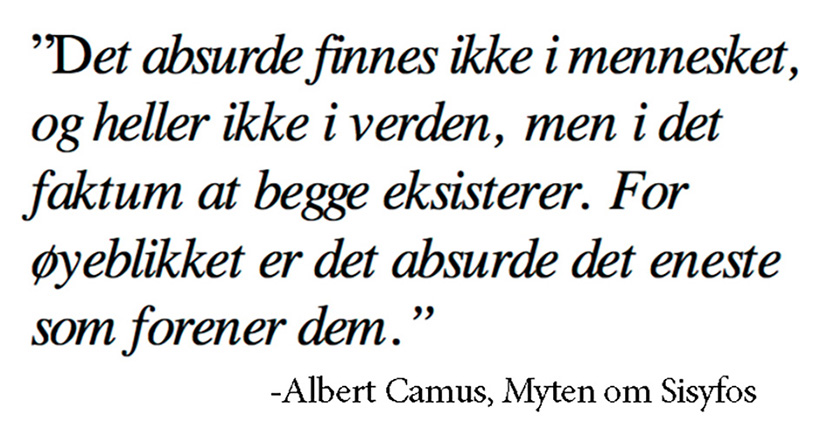 ”Det absurde finnes ikke i mennesket,
og heller ikke i verden, men i det
faktum at begge eksisterer. For
øyeblikket er det absurde det eneste
som forener dem.”
-Albert Camus, Myten om Sisyfos